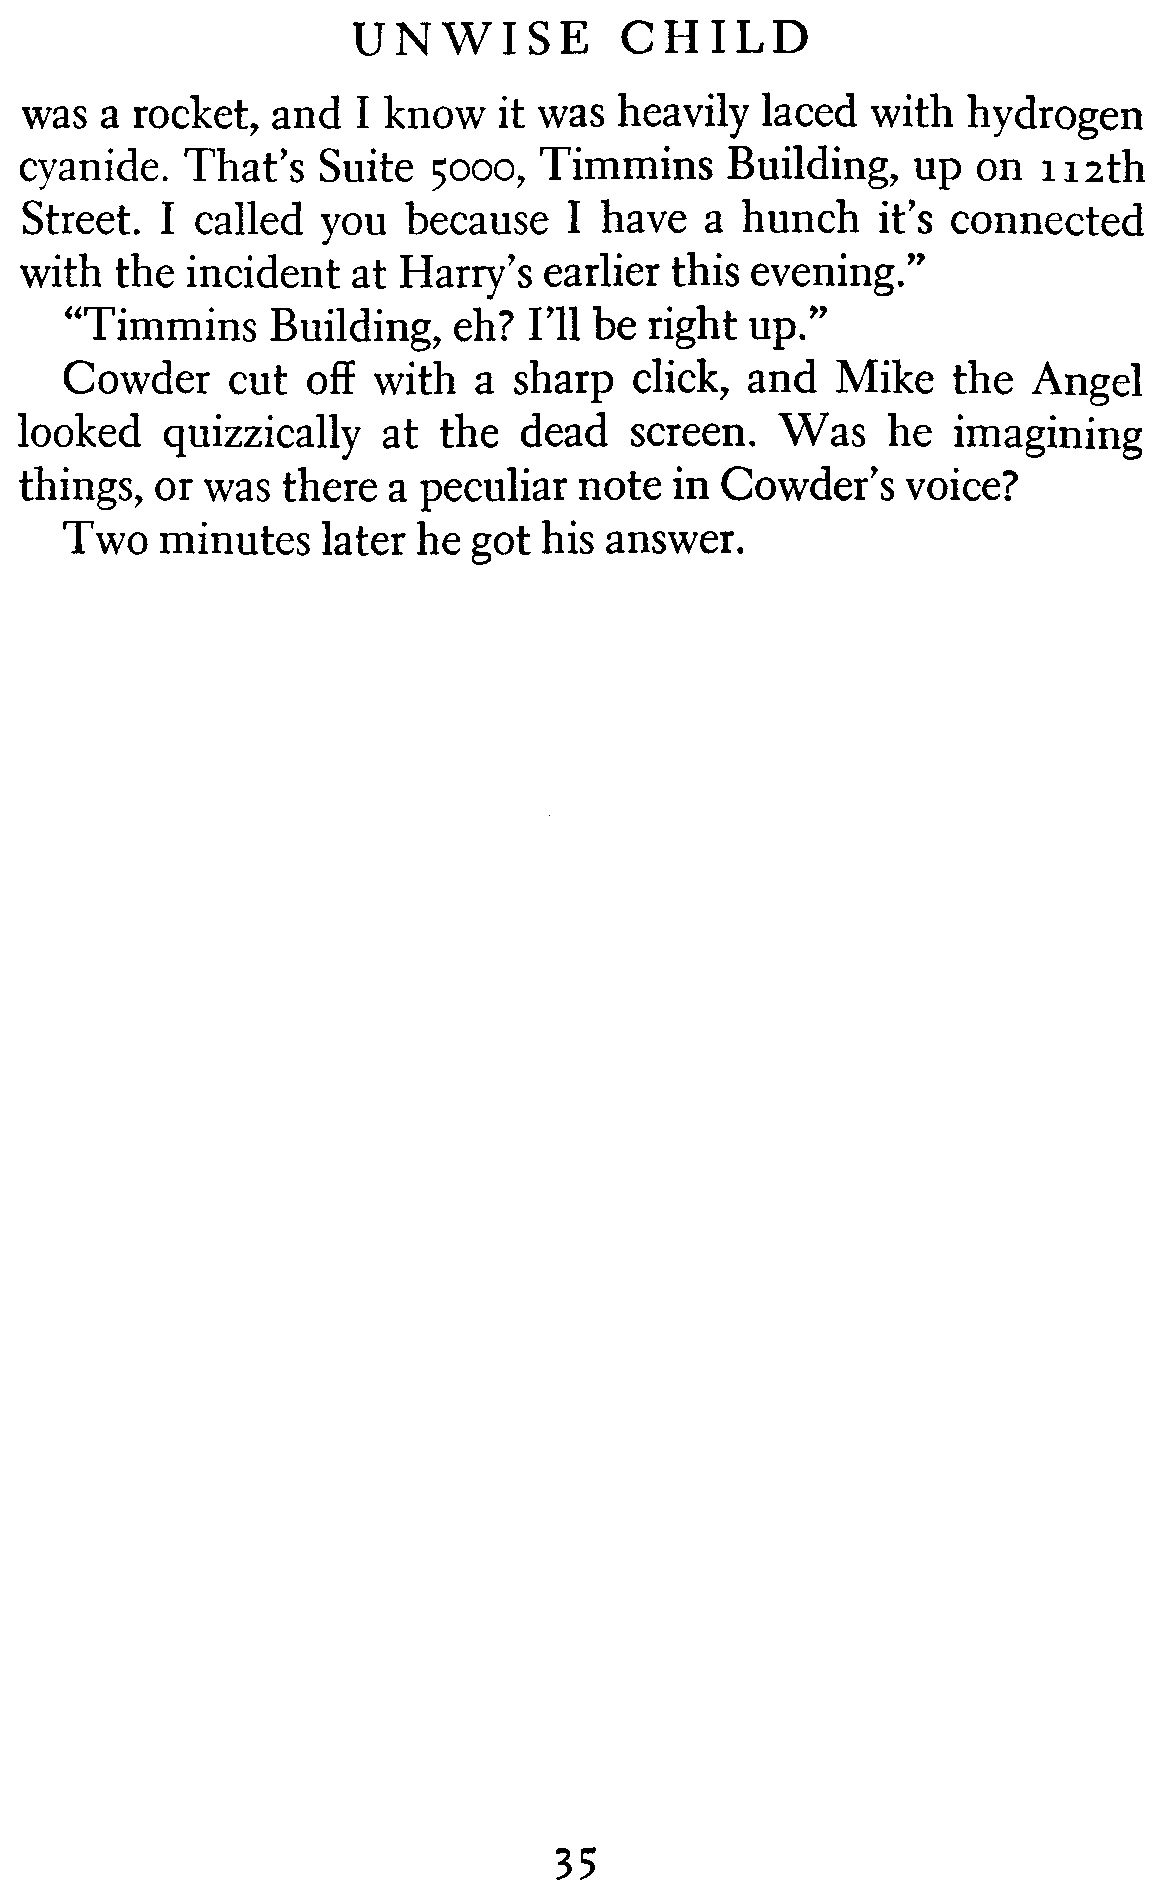 UNWISE CHILD
was a rocket, and I know it was heavily laced with hydrogen
cyanide. That's Suite 5000, Timmins Building, up on 112th
Street. I called you because I have a hunch it's connected
with the incident at Harry's earlier this evening.”
“Timmins Building, eh? I'll be right up.”
Cowder cut off with a sharp click, and Mike the Angel
looked quizzically at the dead screen. Was he imagining
things, or was there a peculiar note in Cowder's voice?
Two minutes later he got his answer.
35